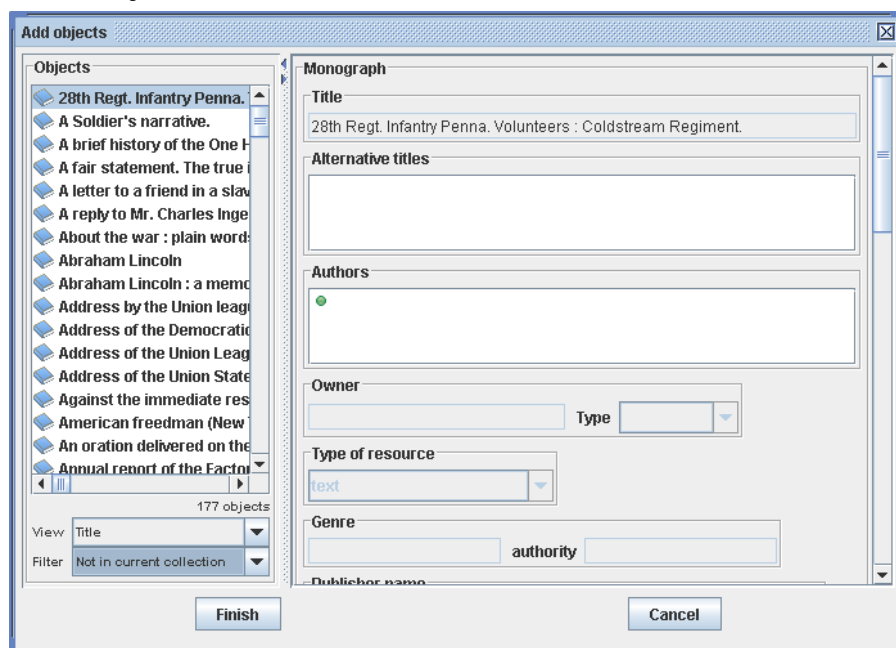 Add objects
Objects
28th Regt. Infantry Penna.
A Soldier's narrative.
A brief history of the One H
A fair statement. The true i
A letter to a friend in a slav
A reply to Mr. Charles Inge
About the war : plain word
Abraham Lincoln
Abraham Lincoln : a memo
Address by the Union leag
Address of the Democratic
Address of the Union Leag
Address of the Union State
Against the immediate res
American freedman (New
An oration delivered on the
Annual report of the Factor
177 objects
View Title
Filter Not in current collection
Monograph
Title
28th Regt. Infantry Penna. Volunteers : Coldstream Regiment.
Alternative titles
Authors
Owner
Type
Type of resource
text
Genre
authority
Publisher name
Finish
Cancel